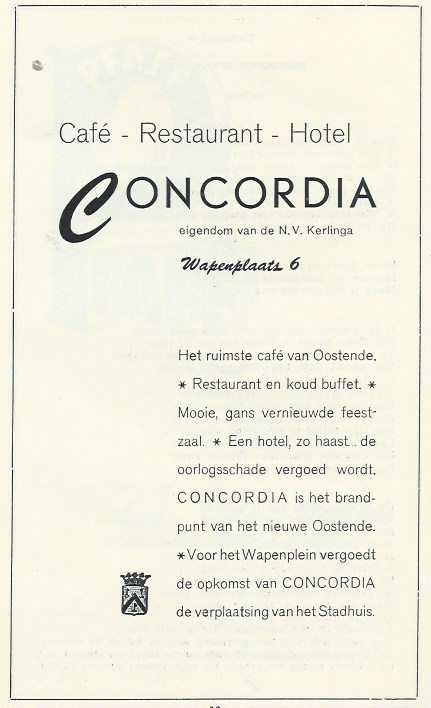 Café - Restaurant - Hotel
CONCORDIA
eigendom van de N.V. Kerlinga
Wapenplaats 6
Het ruimste café van Oostende.
* Restaurant en koud buffet. *
Mooie, gans vernieuwde feest-
zaal. * Een hotel, zo haast... de
oorlogsschade vergoed wordt.
CONCORDIA is het brand-
punt van het nieuwe Oostende.
* Voor het Wapenplein vergoedt
de opkomst van CONCORDIA
de verplaatsing van het Stadhuis.